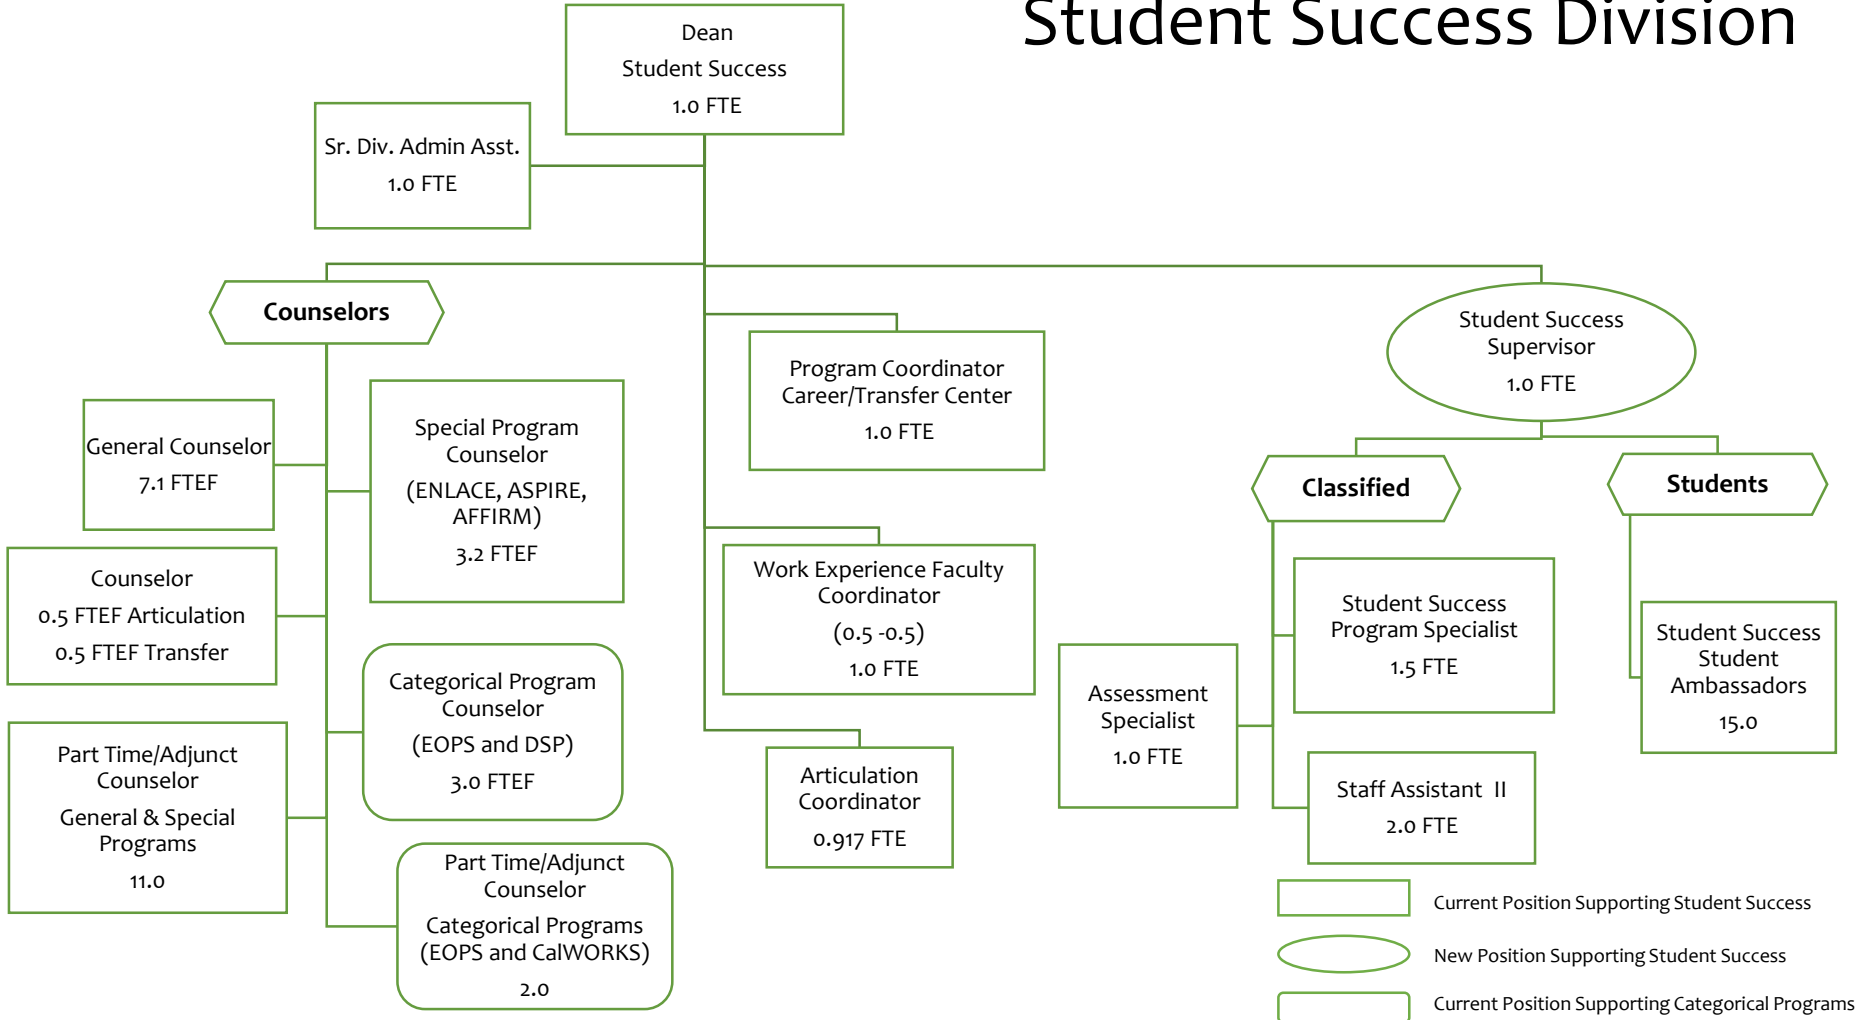 Student Success Division
Dean
Student Success
1.0 FTE
Sr. Div. Admin Asst.
1.0 FTE
Counselors
General Counselor
7.1 FTEF
Special Program
Counselor
(ENLACE, ASPIRE,
AFFIRM)
3.2 FTEF
Counselor
0.5 FTEF Articulation
0.5 FTEF Transfer
Categorical Program
Counselor
(EOPS and DSP)
3.0 FTEF
Part Time/Adjunct
Counselor
General & Special
Programs
11.0
Part Time/Adjunct
Counselor
Categorical Programs
(EOPS and CalWORKS)
2.0
Program Coordinator
Career/Transfer Center
1.0 FTE
Work Experience Faculty
Coordinator
(0.5 -0.5)
1.0 FTE
Articulation
Coordinator
0.917 FTE
Student Success
Supervisor
1.0 FTE
Classified
Students
Student Success
Program Specialist
1.5 FTE
Assessment
Specialist
1.0 FTE
Staff Assistant II
2.0 FTE
Student Success
Student
Ambassadors
15.0
Current Position Supporting Student Success
New Position Supporting Student Success
Current Position Supporting Categorical Programs